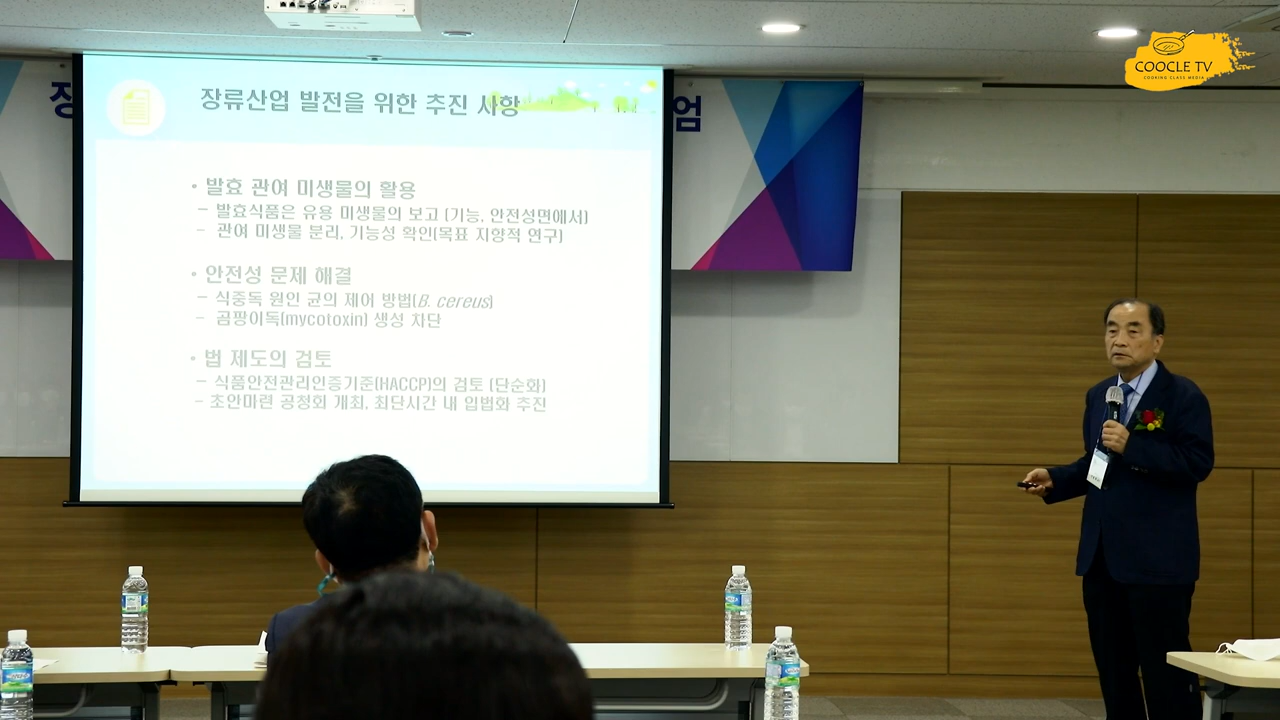 COOCLE TV
COOKING CLASS MEDIA
장
엄
장류산업 발전을 위한 추진 사항
• 발효 관여 미생물의 활용
– 발효식품은 유용 미생물의 보고 (기능, 안전성면에서)
– 관여 미생물 분리, 기능성 확인(목표 지향적 연구)
• 안전성 문제 해결
– 식중독 원인 균의 제어 방법(B. cereus)
– 곰팡이독(mycotoxin) 생성 차단
• 법 제도의 검토
– 식품안전관리인증기준(HACCP)의 검토 (단순화)
– 초안마련 공청회 개최, 최단시간 내 입법화 추진